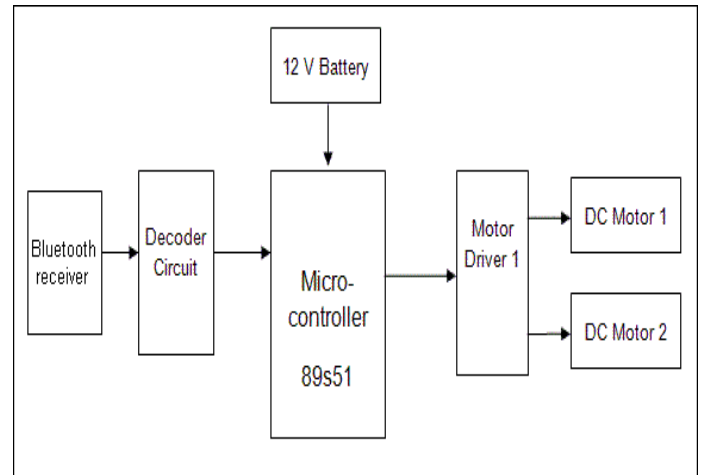 12 V Battery
Bluetooth
receiver
Decoder
Circuit
Micro-
controller
89s51
Motor
Driver 1
DC Motor 1
DC Motor 2